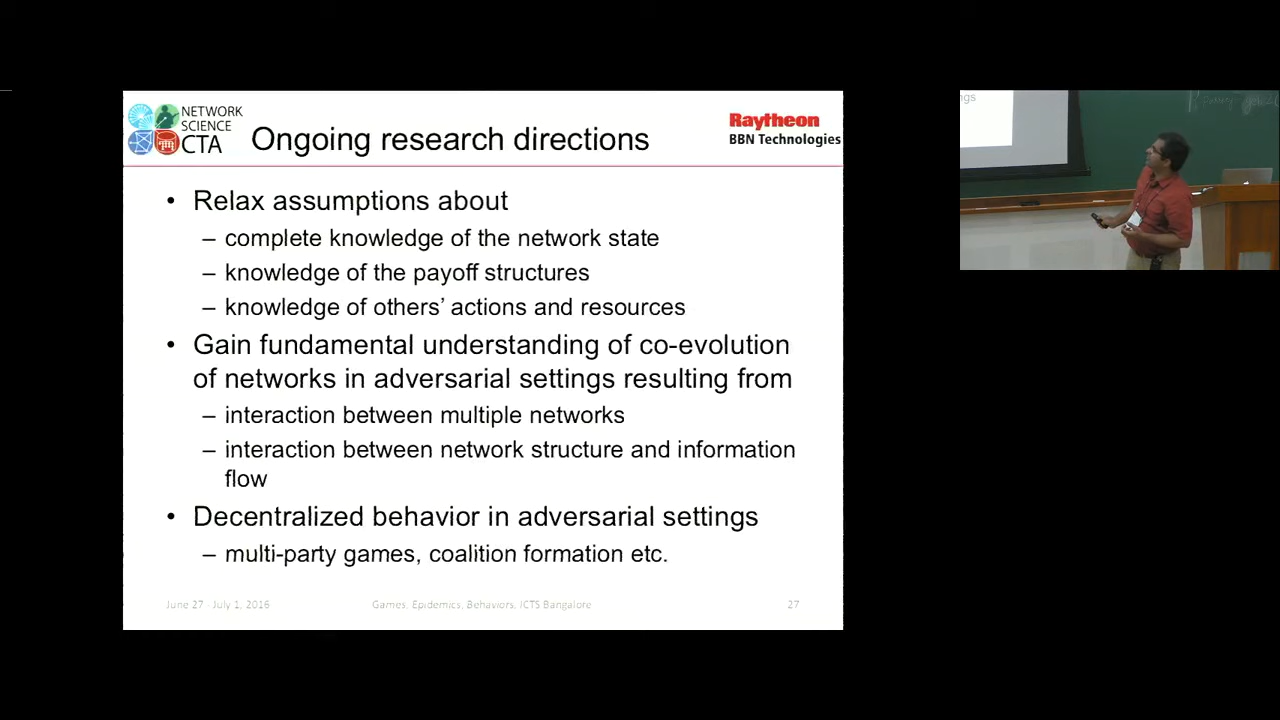 NETWORK
SCIENCE
CTA
Ongoing research directions
Raytheon
BBN Technologies
• Relax assumptions about
– complete knowledge of the network state
– knowledge of the payoff structures
– knowledge of others’ actions and resources
• Gain fundamental understanding of co-evolution
of networks in adversarial settings resulting from
– interaction between multiple networks
– interaction between network structure and information
flow
• Decentralized behavior in adversarial settings
– multi-party games, coalition formation etc.
June 27 - July 1, 2016
Games, Epidemics, Behaviors, ICTS Bangalore
27